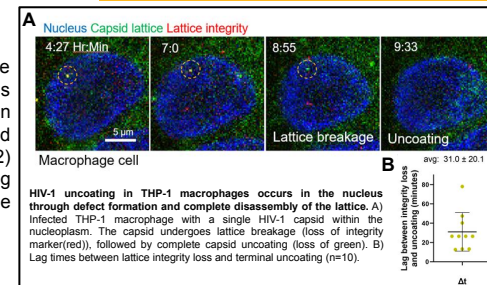 A
Nucleus Capsid lattice Lattice integrity
4:27 Hr:Min
7:0
8:55
9:33
5 µm
Lattice breakage
Uncoating
Macrophage cell
e
s
n
d
2)
g
e
HIV-1 uncoating in THP-1 macrophages occurs in the nucleus
through defect formation and complete disassembly of the lattice. A)
Infected THP-1 macrophage with a single HIV-1 capsid within the
nucleoplasm. The capsid undergoes lattice breakage (loss of integrity
marker(red)), followed by complete capsid uncoating (loss of green). B)
Lag times between lattice integrity loss and terminal uncoating (n=10).
B
avg: 31.0 ± 20.1
Lag between integrity loss
and uncoating (minutes)
80
60
40
20
0
Δt